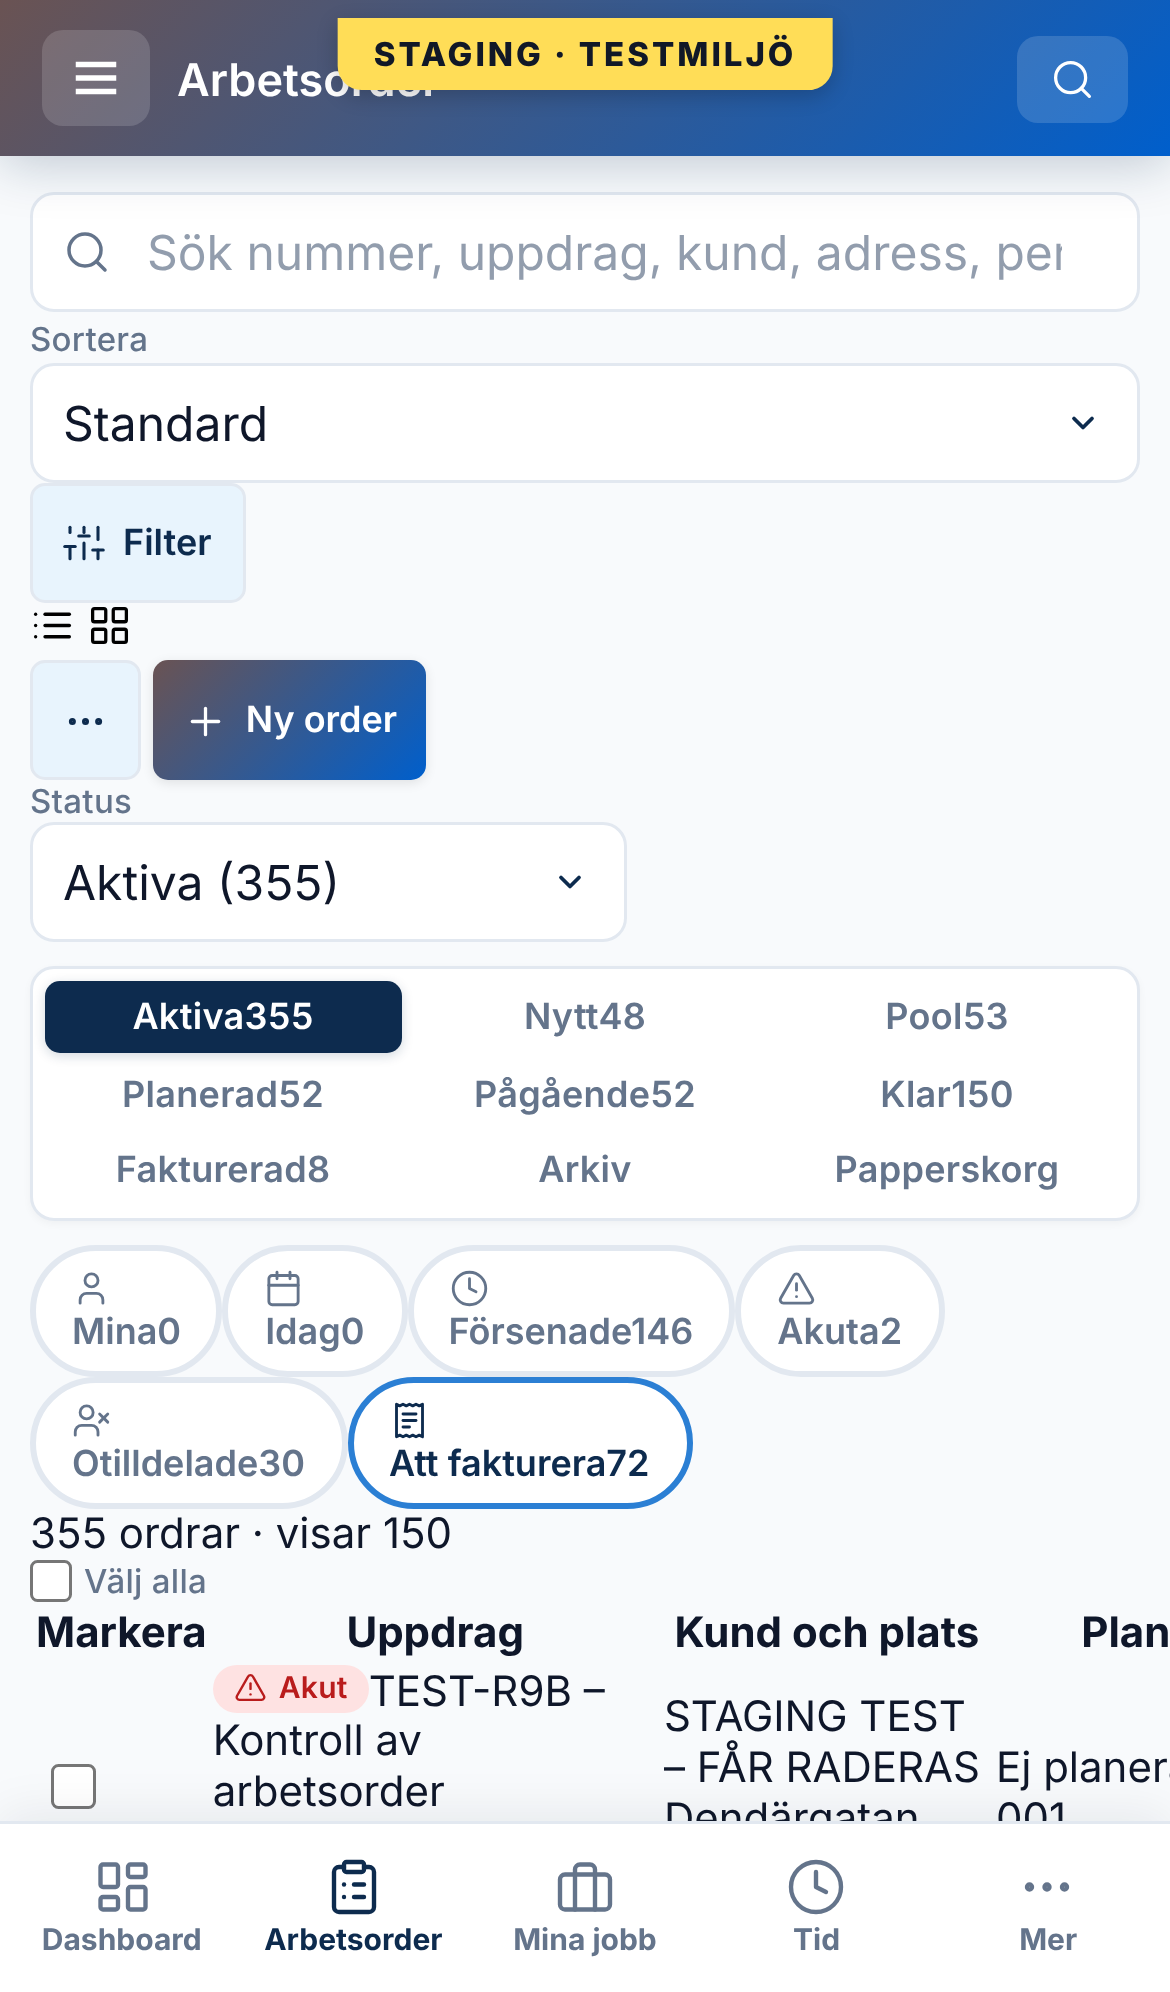 STAGING · TESTMILJÖ
Arbetsorder
Sök nummer, uppdrag, kund, adress, per
Sortera
Standard
Filter
Ny order
Status
Aktiva (355)
Aktiva355 Nytt48 Pool53
Planerad52 Pågående52 Klar150
Fakturerad8 Arkiv Papperskorg
Mina0 Idag0 Försenade146 Akuta2
Otilldelade30 Att fakturera72
355 ordrar · visar 150
Välj alla
Markera Uppdrag Kund och plats Plan
Akut TEST-R9B –
Kontroll av
arbetsorder
STAGING TEST
– FÅR RADERAS
Dendärgatan
Ej planera
001
Dashboard Arbetsorder Mina jobb Tid Mer